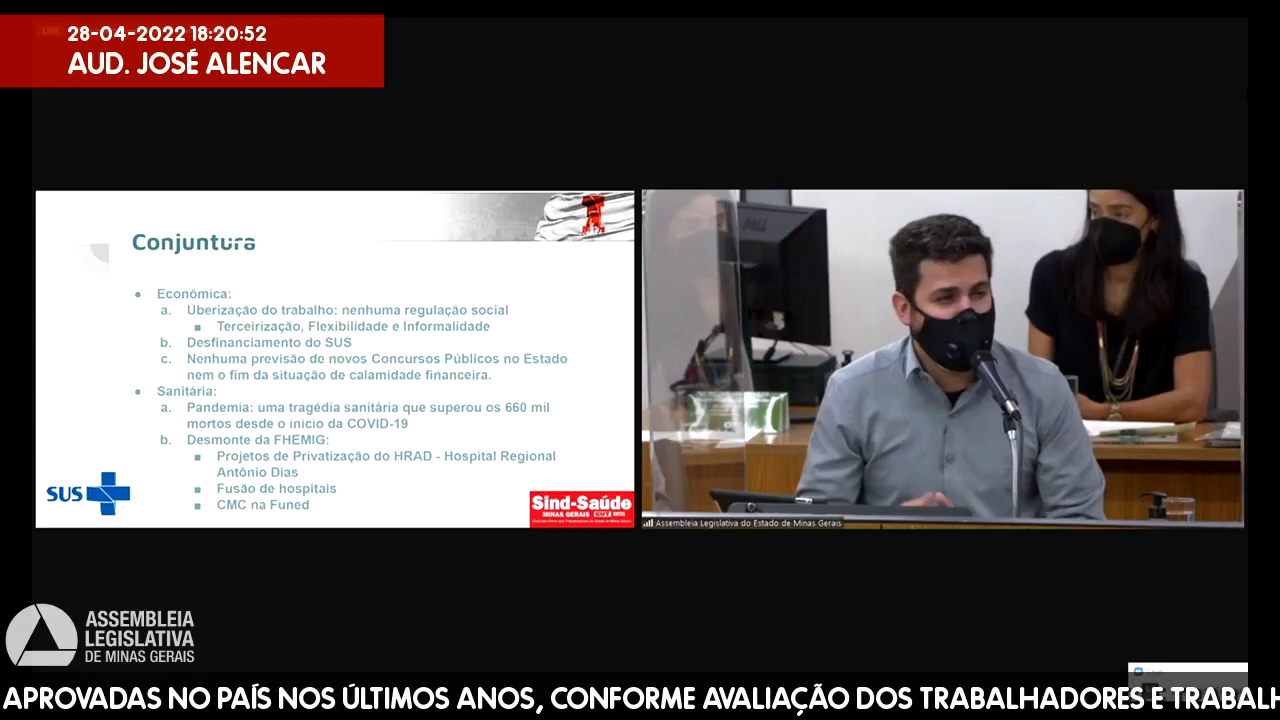 28-04-2022 18:20:52
AUD. JOSÉ ALENCAR
Conjuntura
● Econômica:
a. Uberização do trabalho: nenhuma regulação social
■ Terceirização, Flexibilidade e Informalidade
b. Desfinanciamento do SUS
c. Nenhuma previsão de novos Concursos Públicos no Estado
nem o fim da situação de calamidade financeira.
● Sanitária:
a. Pandemia: uma tragédia sanitária que superou os 660 mil
mortos desde o início da COVID-19
b. Desmonte da FHEMIG:
■ Projetos de Privatização do HRAD - Hospital Regional
Antônio Dias
■ Fusão de hospitais
■ CMC na Funed
SUS
Sind-Saúde
MINAS GERAIS CUT
Assembleia Legislativa do Estado de Minas Gerais
ASSEMBLEIA
LEGISLATIVA
DE MINAS GERAIS
APROVADAS NO PAÍS NOS ÚLTIMOS ANOS, CONFORME AVALIAÇÃO DOS TRABALHADORES E TRABALH